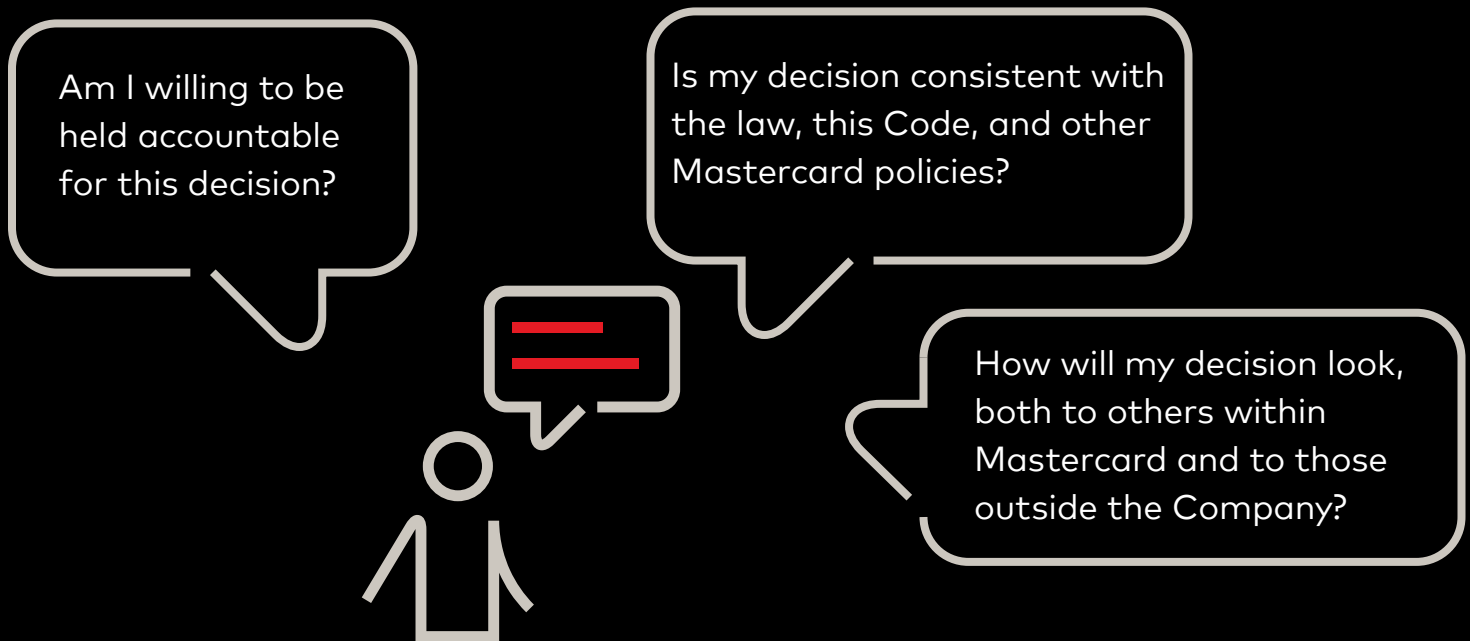 Am I willing to be
held accountable
for this decision?
Is my decision consistent with
the law, this Code, and other
Mastercard policies?
How will my decision look,
both to others within
Mastercard and to those
outside the Company?